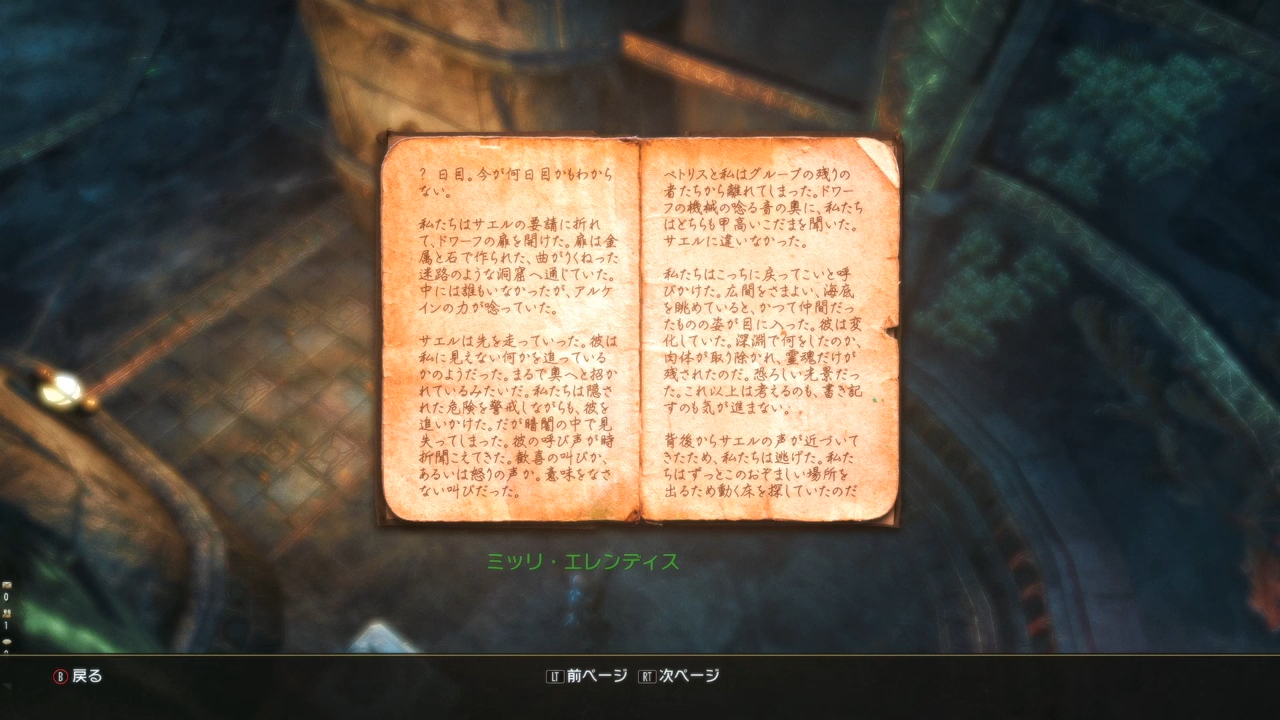 ? 日目。今が何日目かもわから
ない。
私たちはサエルの要請に折れ
て、ドワーフの扉を開けた。扉は金
属と石で作られた、曲がりくねった
迷路のような洞窟へ通じていた。
中には誰もいなかったが、アルケ
インの力が唸っていた。
サエルは先を走っていった。彼は
私に見えない何かを追っている
かのようだった。まるで奥へと招か
れているみたいだ。私たちは隠さ
れた危険を警戒しながらも、彼を
追いかけた。だが暗闇の中で見
失ってしまった。彼の呼び声が時
折聞こえてきた。歓喜の叫びか、
あるいは怒りの声か。意味をなさ
ない叫びだった。
ペトリスと私はグループの残りの
者たちから離れてしまった。ドワー
フの機械の唸る音の奥に、私たち
はどちらも甲高いこだまを聞いた。
サエルに違いなかった。
私たちはこっちに戻ってこいと呼
びかけた。広間をさまよい、海底
を眺めていると、かつて仲間だっ
たものの姿が目に入った。彼は変
化していた。深淵で何をしたのか、
肉体が取り除かれ、霊魂だけが
残されたのだ。恐ろしい光景だっ
た。これ以上は考えるのも、書き記
すのも気が進まない。
背後からサエルの声が近づいて
きたため、私たちは逃げた。私た
ちはずっとこのおぞましい場所を
出るため動く床を探していたのだ
ミッリ・エレンディス
0
1
B 戻る
LT 前ページ RT 次ページ